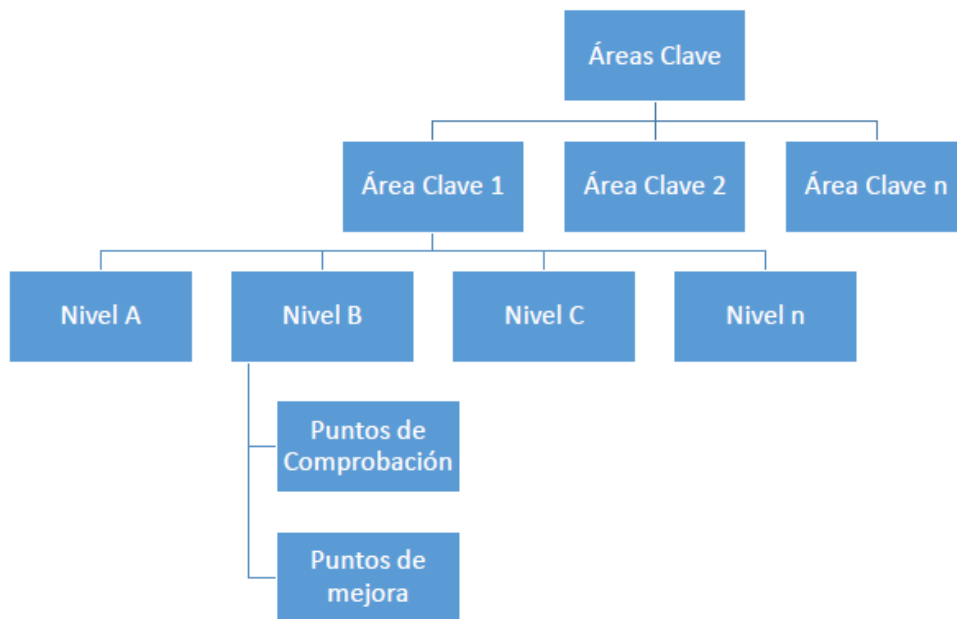 Áreas Clave
Área Clave 1
Área Clave 2
Área Clave n
Nivel A
Nivel B
Nivel C
Nivel n
Puntos de
Comprobación
Puntos de
mejora